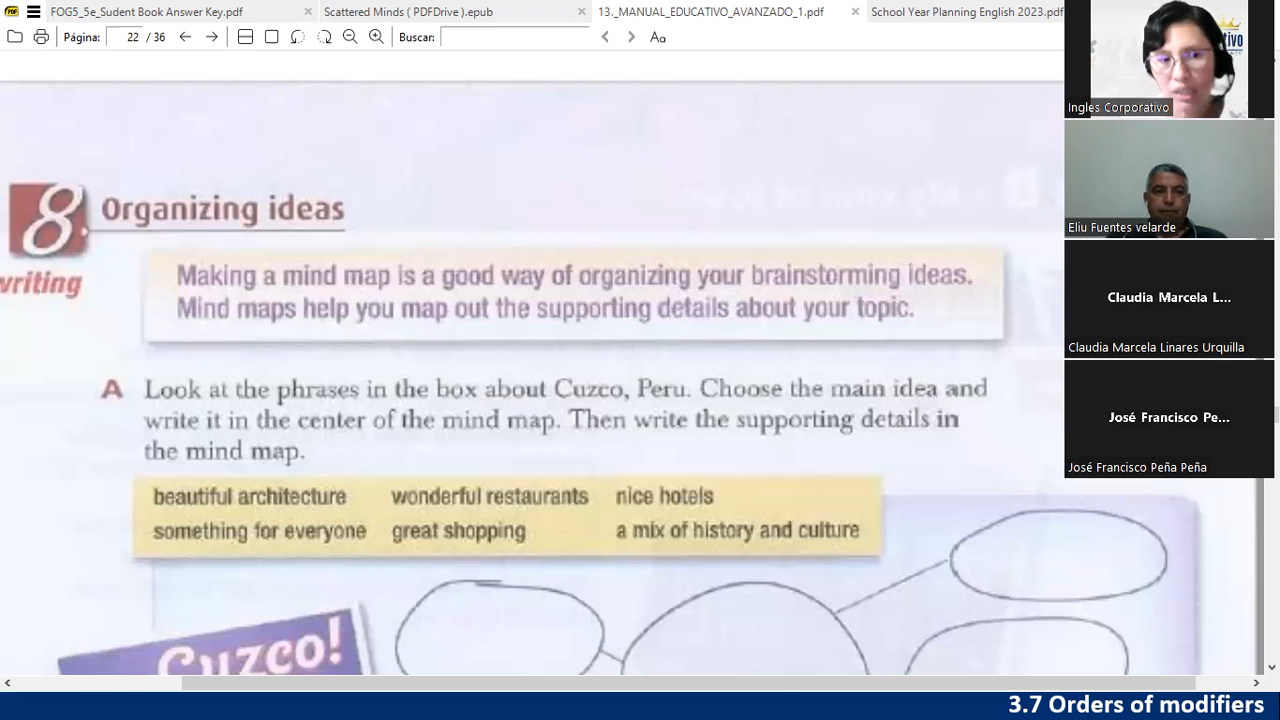 FOG5_5e_Sudent Book Answer Key.pdf
Scattered Minds ( PDFDrive ).epub
13._MANUAL_EDUCATIVO_AVANZADO_1.pdf
School Year Planning English 2023.pdf
Página: 22 / 36
Buscar:
Aa
8 Organizing ideas
writing
Making a mind map is a good way of organizing your brainstorming ideas.
Mind maps help you map out the supporting details about your topic.
A Look at the phrases in the box about Cuzco, Peru. Choose the main idea and
write it in the center of the mind map. Then write the supporting details in
the mind map.
beautiful architecture wonderful restaurants nice hotels
something for everyone great shopping a mix of history and culture
Cuzco!
Ingles Corporativo
Eliu Fuentes velarde
Claudia Marcela L...
Claudia Marcela Linares Urquilla
José Francisco Pe...
José Francisco Peña Peña
3.7 Orders of modifiers